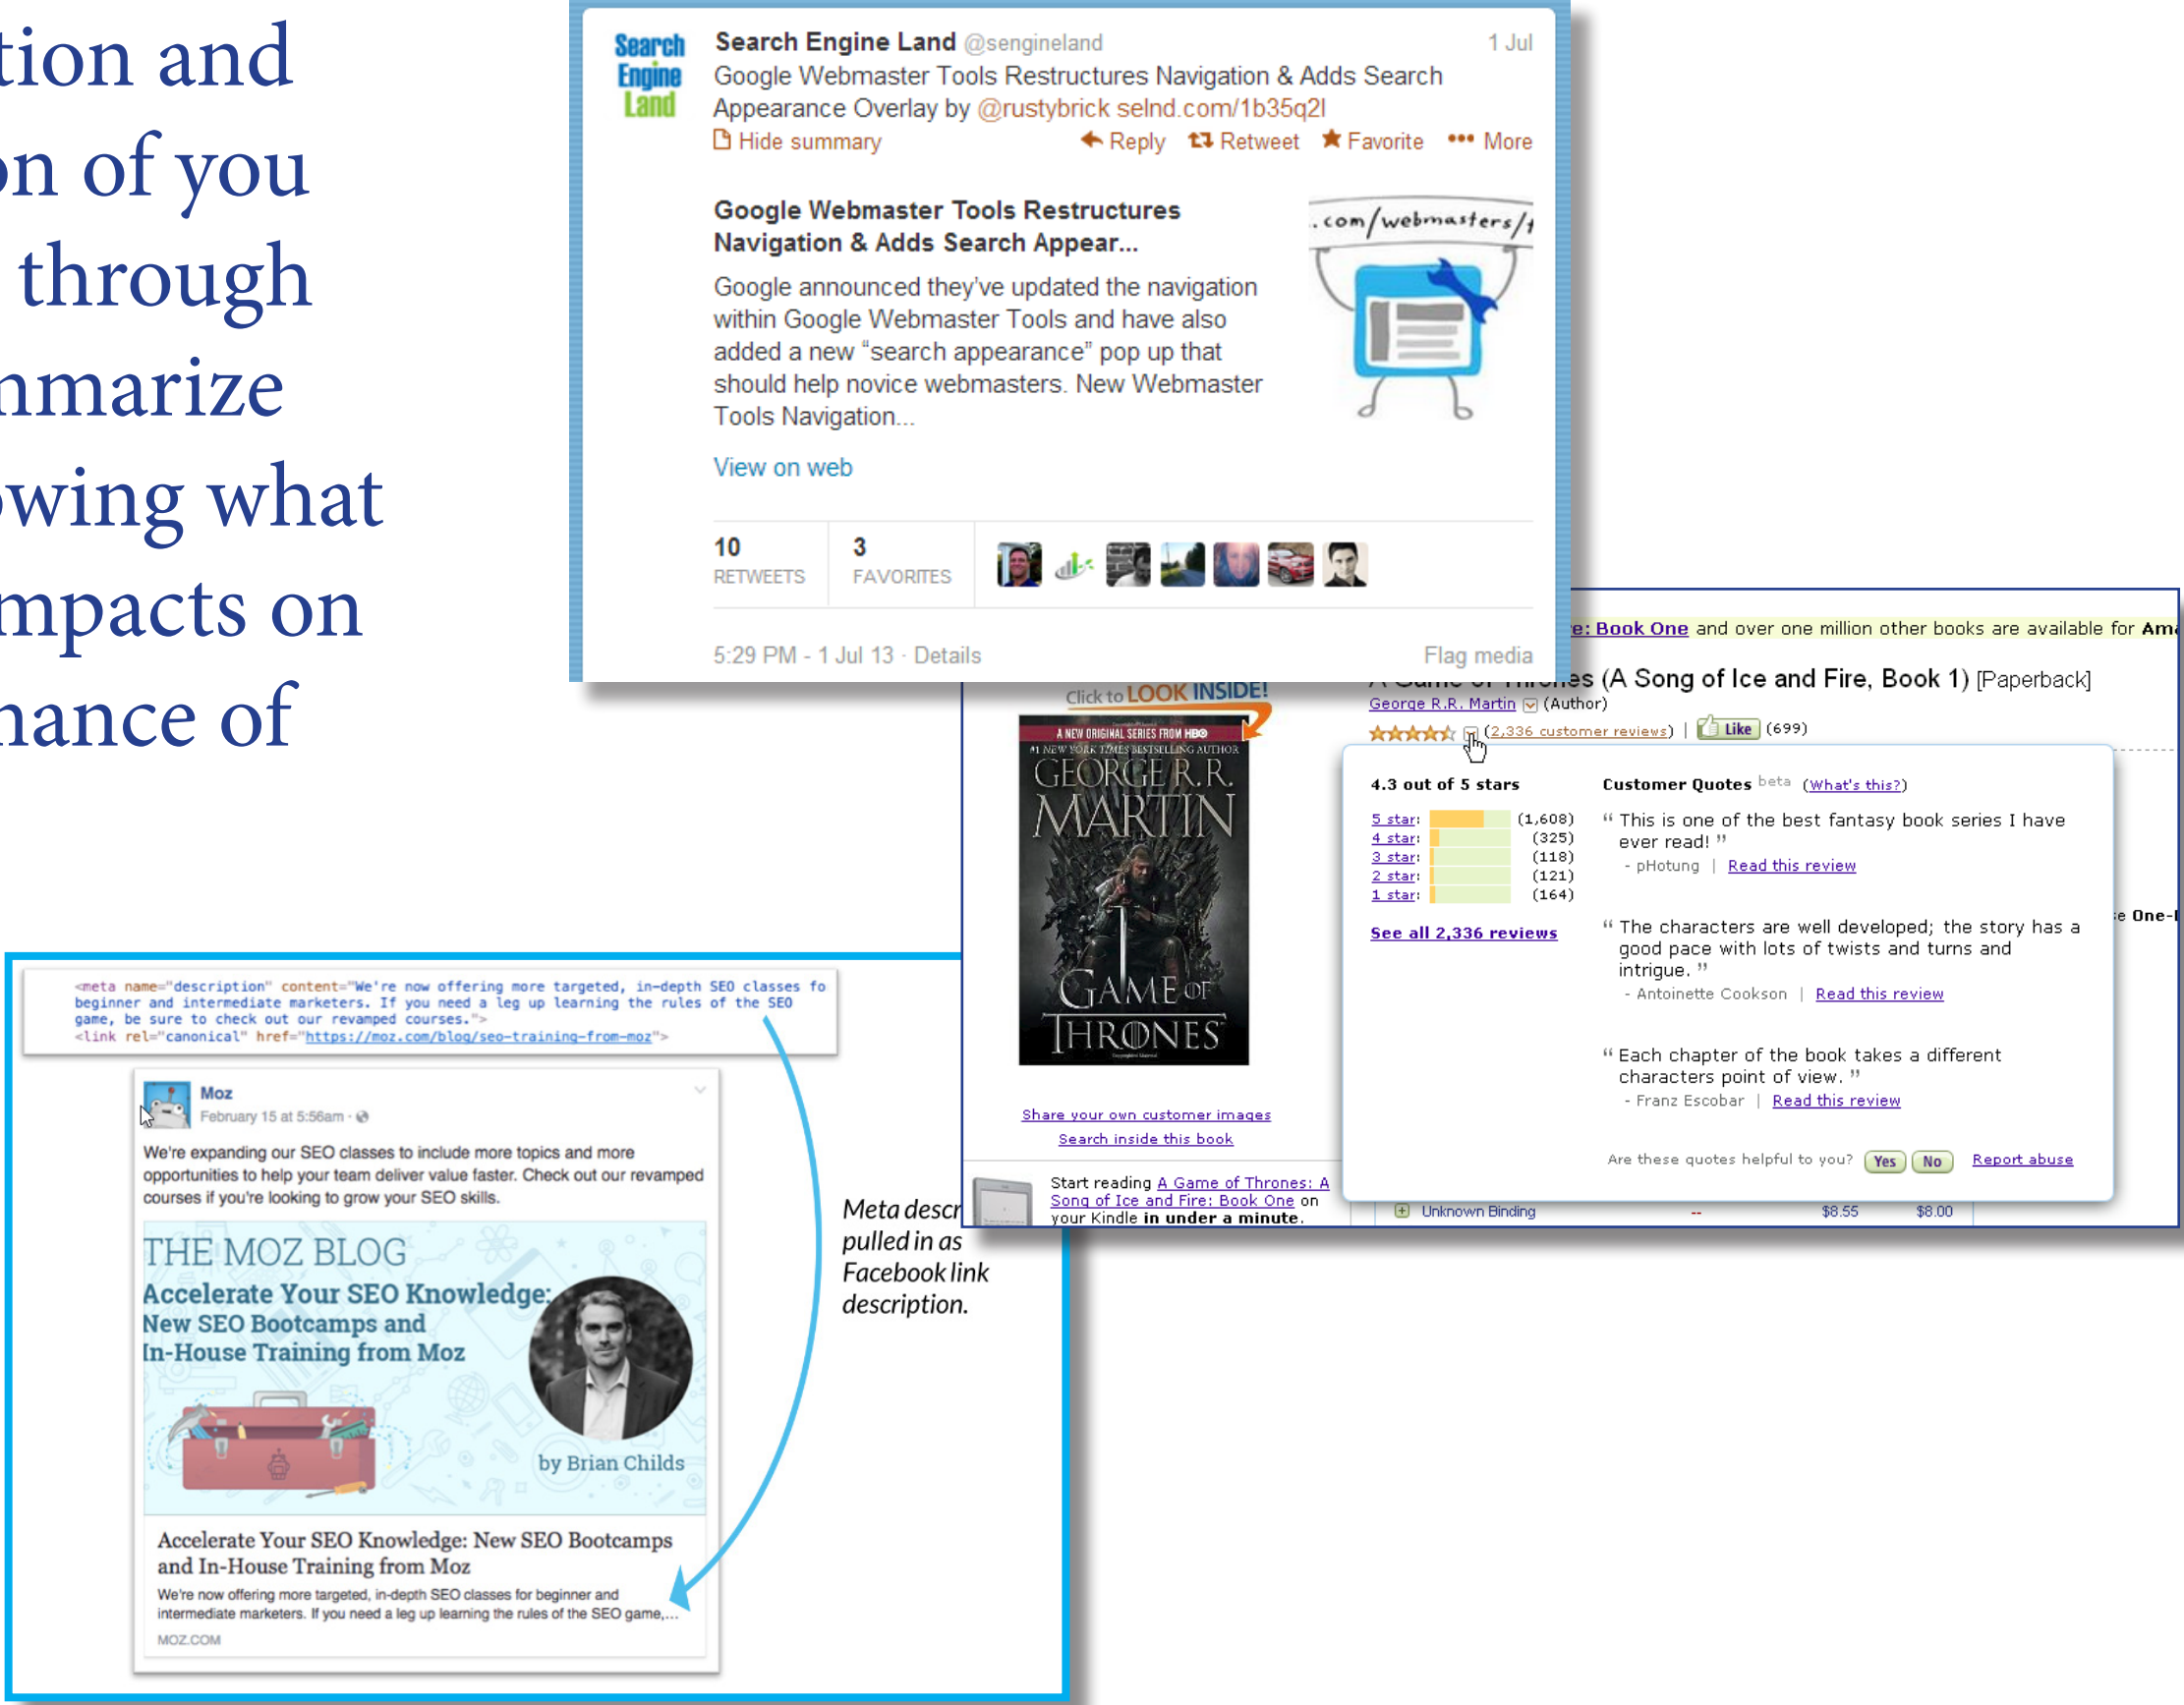 tion and
on of you
through
nmarize
owing what
mpacts on
nance of
Search
Engine
Land
Search Engine Land @sengineland 1 Jul
Google Webmaster Tools Restructures Navigation & Adds Search
Appearance Overlay by @rustybrick selnd.com/1b35q2l
Hide summary Reply Retweet Favorite ••• More
Google Webmaster Tools Restructures
Navigation & Adds Search Appear...
Google announced they've updated the navigation
within Google Webmaster Tools and have also
added a new “search appearance” pop up that
should help novice webmasters. New Webmaster
Tools Navigation...
.com/webmasters/t
View on web
10 3
RETWEETS FAVORITES
5:29 PM - 1 Jul 13 · Details Flag media
e: Book One and over one million other books are available for Ama
A Game of Thrones (A Song of Ice and Fire, Book 1) [Paperback]
George R.R. Martin (Author)
(2,336 customer reviews) | Like (699)
Click to LOOK INSIDE!
A NEW ORIGINAL SERIES FROM HBO
#1 NEW YORK TIMES BESTSELLING AUTHOR
GEORGE R.R.
MARTIN
GAME OF
THRONES
4.3 out of 5 stars
5 star: (1,608)
4 star: (325)
3 star: (118)
2 star: (121)
1 star: (164)
See all 2,336 reviews
Customer Quotes beta (What's this?)
“ This is one of the best fantasy book series I have
ever read! ”
- pHotung | Read this review
“ The characters are well developed; the story has a
good pace with lots of twists and turns and
intrigue. ”
- Antoinette Cookson | Read this review
“ Each chapter of the book takes a different
characters point of view. ”
- Franz Escobar | Read this review
Are these quotes helpful to you? Yes No Report abuse
e One-
Share your own customer images
Search inside this book
Start reading A Game of Thrones: A
Song of Ice and Fire: Book One on
your Kindle in under a minute.
Unknown Binding -- $8.55 $8.00
<meta name="description" content="We're now offering more targeted, in-depth SEO classes fo
beginner and intermediate marketers. If you need a leg up learning the rules of the SEO
game, be sure to check out our revamped courses.">
<link rel="canonical" href="https://moz.com/blog/seo-training-from-moz">
Moz
February 15 at 5:56am ·
We're expanding our SEO classes to include more topics and more
opportunities to help your team deliver value faster. Check out our revamped
courses if you're looking to grow your SEO skills.
THE MOZ BLOG
Accelerate Your SEO Knowledge:
New SEO Bootcamps and
In-House Training from Moz
by Brian Childs
Accelerate Your SEO Knowledge: New SEO Bootcamps
and In-House Training from Moz
We're now offering more targeted, in-depth SEO classes for beginner and
intermediate marketers. If you need a leg up learning the rules of the SEO game,...
MOZ.COM
Meta descr
pulled in as
Facebook link
description.